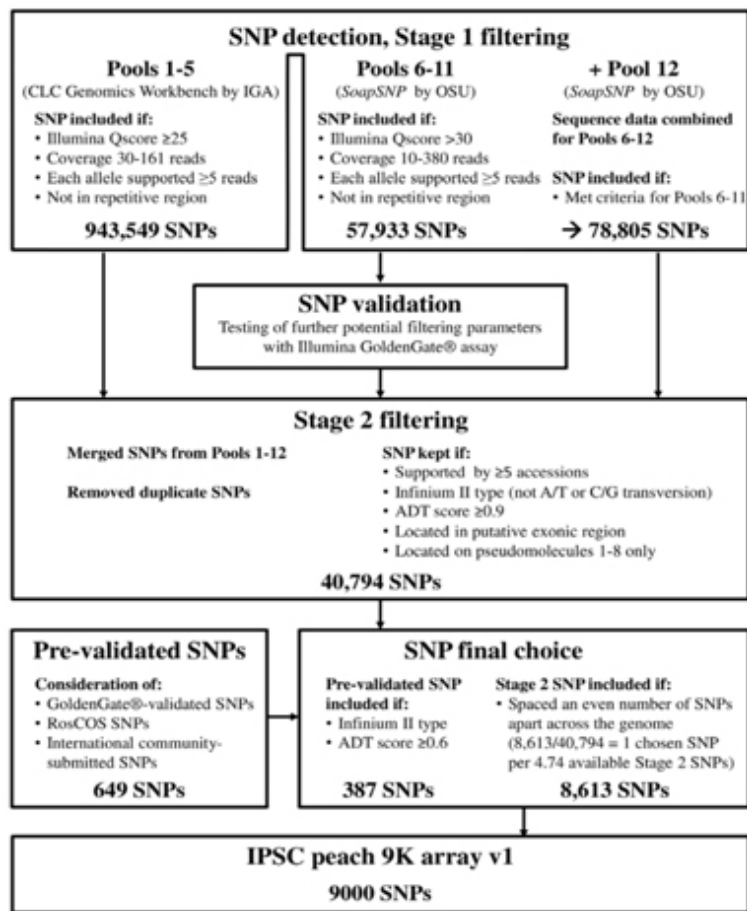 SNP detection, Stage 1 filtering
Pools 1-5
(CLC Genomics Workbench by IGA)
SNP included if:
• Illumina Qscore ≥25
• Coverage 30-161 reads
• Each allele supported ≥5 reads
• Not in repetitive region
943,549 SNPs
Pools 6-11
(SoapSNP by OSU)
SNP included if:
• Illumina Qscore >30
• Coverage 10-380 reads
• Each allele supported ≥5 reads
• Not in repetitive region
57,933 SNPs
+ Pool 12
(SoapSNP by OSU)
Sequence data combined
for Pools 6-12
SNP included if:
• Met criteria for Pools 6-11
→ 78,805 SNPs
SNP validation
Testing of further potential filtering parameters
with Illumina GoldenGate® assay
Stage 2 filtering
Merged SNPs from Pools 1-12
Removed duplicate SNPs
SNP kept if:
• Supported by ≥5 accessions
• Infinium II type (not A/T or C/G transversion)
• ADT score ≥0.9
• Located in putative exonic region
• Located on pseudomolecules 1-8 only
40,794 SNPs
Pre-validated SNPs
Consideration of:
• GoldenGate®-validated SNPs
• RosCOS SNPs
• International community-
submitted SNPs
649 SNPs
SNP final choice
Pre-validated SNP
included if:
• Infinium II type
• ADT score ≥0.6
387 SNPs
Stage 2 SNP included if:
• Spaced an even number of SNPs
apart across the genome
(8,613/40,794 = 1 chosen SNP
per 4.74 available Stage 2 SNPs)
8,613 SNPs
IPSC peach 9K array v1
9000 SNPs